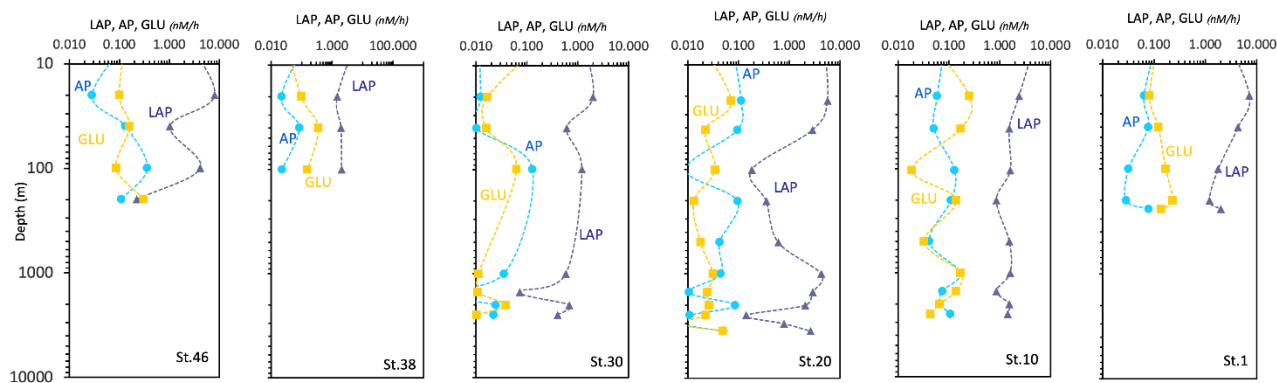 LAP, AP, GLU (nM/h
0.010 0.100 1.000 10.000
10
100
1000
10000
Depth (m)
AP
LAP
GLU
St.46
LAP, AP, GLU (nM/h)
0.010 0.100 1.000 10.000
LAP
AP
GLU
St.38
LAP, AP, GLU (nM/h
0.010 0.100 1.000 10.000
AP
GLU
LAP
St.30
LAP, AP, GLU (nM/h)
0.010 0.100 1.000 10.000
AP
GLU
LAP
St.20
LAP, AP, GLU (nM/h
0.010 0.100 1.000 10.000
AP
GLU
LAP
St.10
LAP, AP, GLU (nM/h)
0.010 0.100 1.000 10.000
AP
GLU
LAP
St.1